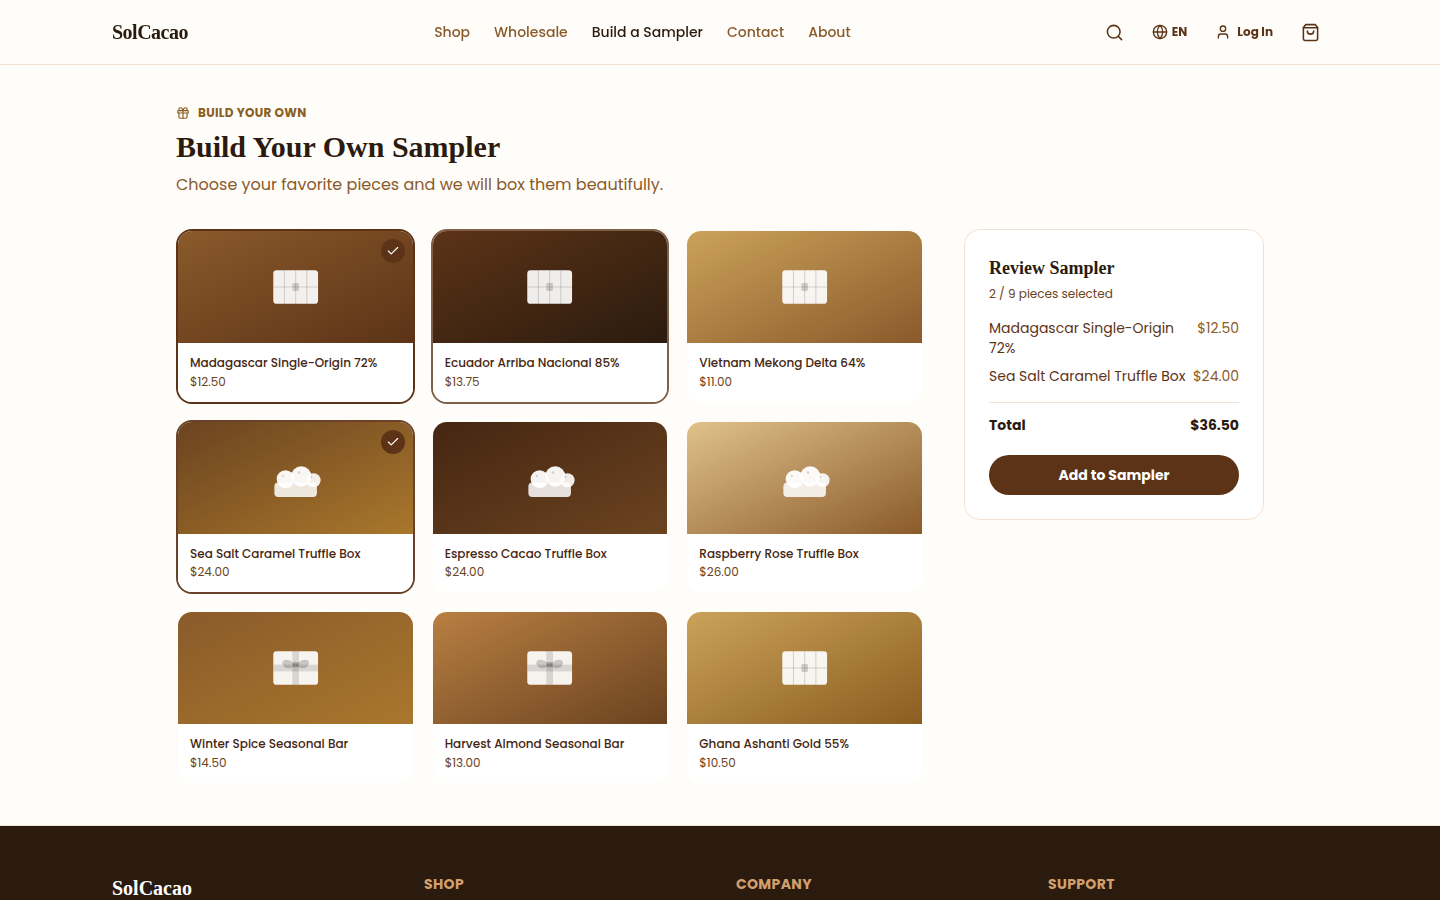 SolCacao
Shop
Wholesale
Build a Sampler
Contact
About
EN
Log In
BUILD YOUR OWN
Build Your Own Sampler
Choose your favorite pieces and we will box them beautifully.
Madagascar Single-Origin 72%
$12.50
Ecuador Arriba Nacional 85%
$13.75
Vietnam Mekong Delta 64%
$11.00
Sea Salt Caramel Truffle Box
$24.00
Espresso Cacao Truffle Box
$24.00
Raspberry Rose Truffle Box
$26.00
Winter Spice Seasonal Bar
$14.50
Harvest Almond Seasonal Bar
$13.00
Ghana Ashanti Gold 55%
$10.50
Review Sampler
2 / 9 pieces selected
Madagascar Single-Origin
72%
$12.50
Sea Salt Caramel Truffle Box
$24.00
Total
$36.50
Add to Sampler
SolCacao
SHOP
COMPANY
SUPPORT